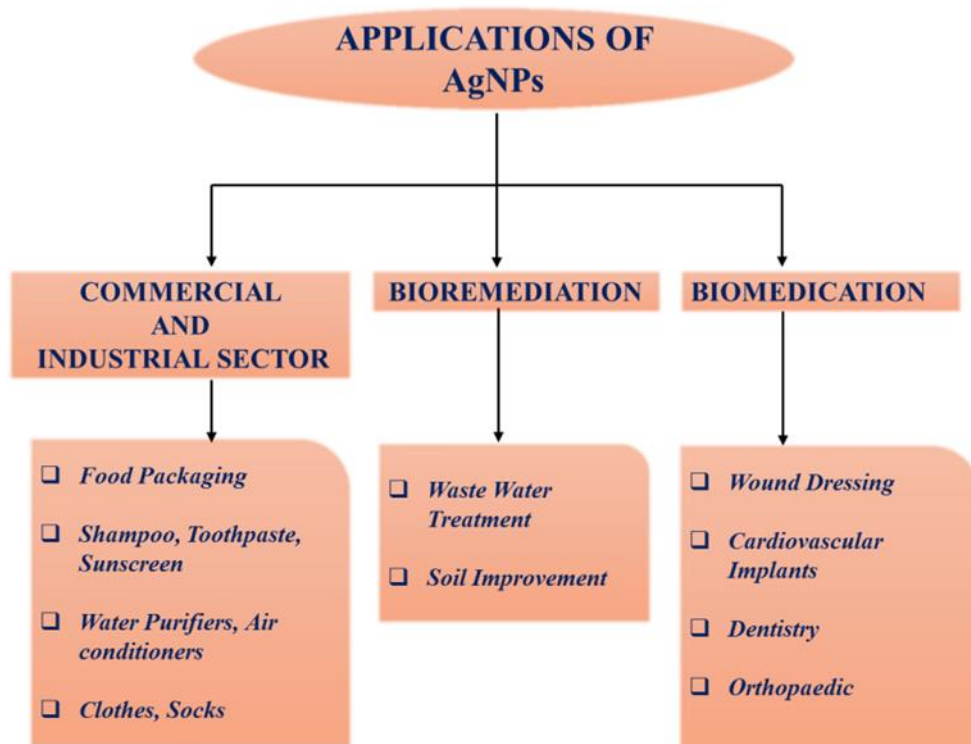 APPLICATIONS OF
AgNPs
COMMERCIAL
AND
INDUSTRIAL SECTOR
BIOREMEDIATION
BIOMEDICATION
❑ Food Packaging
❑ Shampoo, Toothpaste,
Sunscreen
❑ Water Purifiers, Air
conditioners
❑ Clothes, Socks
❑ Waste Water
Treatment
❑ Soil Improvement
❑ Wound Dressing
❑ Cardiovascular
Implants
❑ Dentistry
❑ Orthopaedic